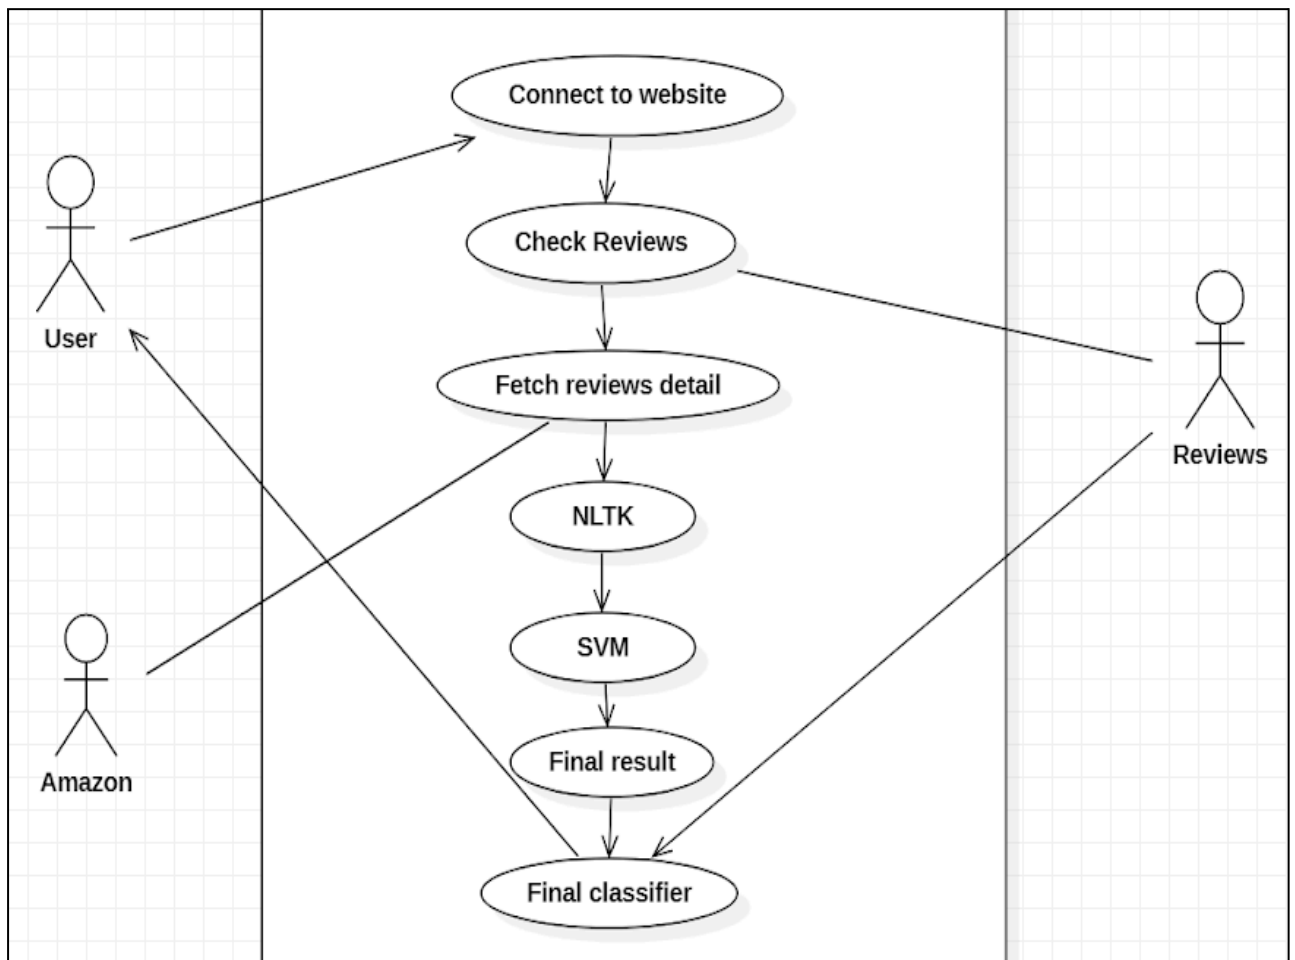 Connect to website
Check Reviews
User
Fetch reviews detail
Reviews
NLTK
SVM
Final result
Amazon
Final classifier